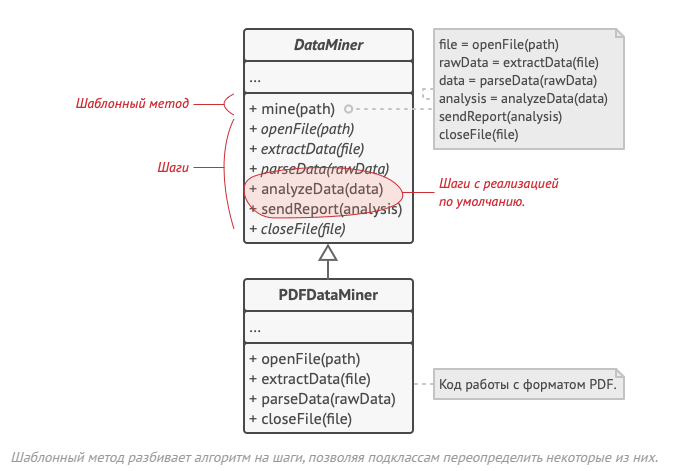 DataMiner
...
Шаблонный метод
+ mine(path)
+ openFile(path)
+ extractData(file)
Шаги
+ parseData(rawData)
+ analyzeData(data)
+ sendReport(analysis)
+ closeFile(file)
file = openFile(path)
rawData = extractData(file)
data = parseData(rawData)
analysis = analyzeData(data)
sendReport(analysis)
closeFile(file)
Шаги с реализацией
по умолчанию.
PDFDataMiner
...
+ openFile(path)
+ extractData(file)
+ parseData(rawData)
+ closeFile(file)
Код работы с форматом PDF.
Шаблонный метод разбивает алгоритм на шаги, позволяя подклассам переопределить некоторые из них.